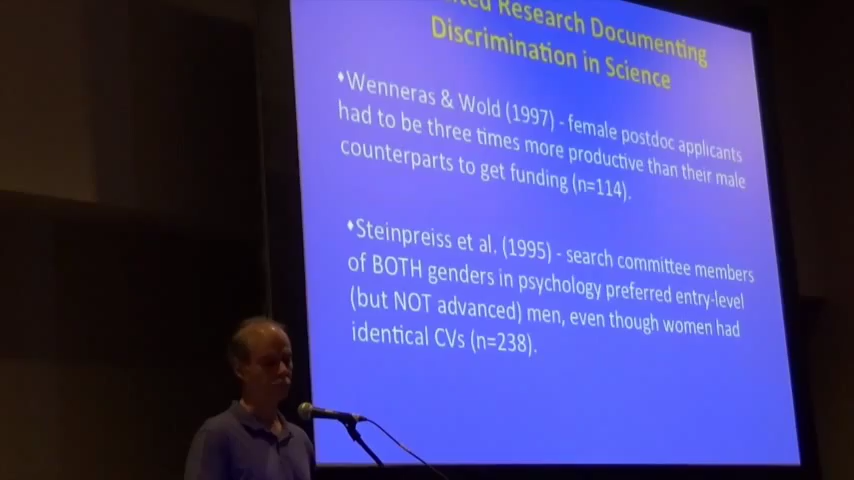 Research Documenting
Discrimination in Science
•Wenneras & Wold (1997) - female postdoc applicants
had to be three times more productive than their male
counterparts to get funding (n=114).
•Steinpreiss et al. (1995) - search committee members
of BOTH genders in psychology preferred entry-level
(but NOT advanced) men, even though women had
identical CVs (n=238).